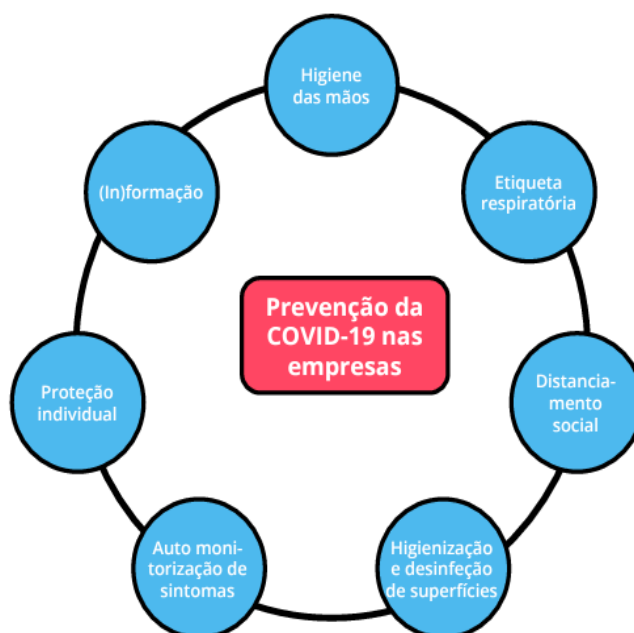 Higiene
das mãos
Etiqueta
respiratória
Distancia-
mento
social
Higienização
e desinfeção
de superfícies
Auto moni-
torização de
sintomas
Proteção
individual
(In)formação
Prevenção da
COVID-19 nas
empresas